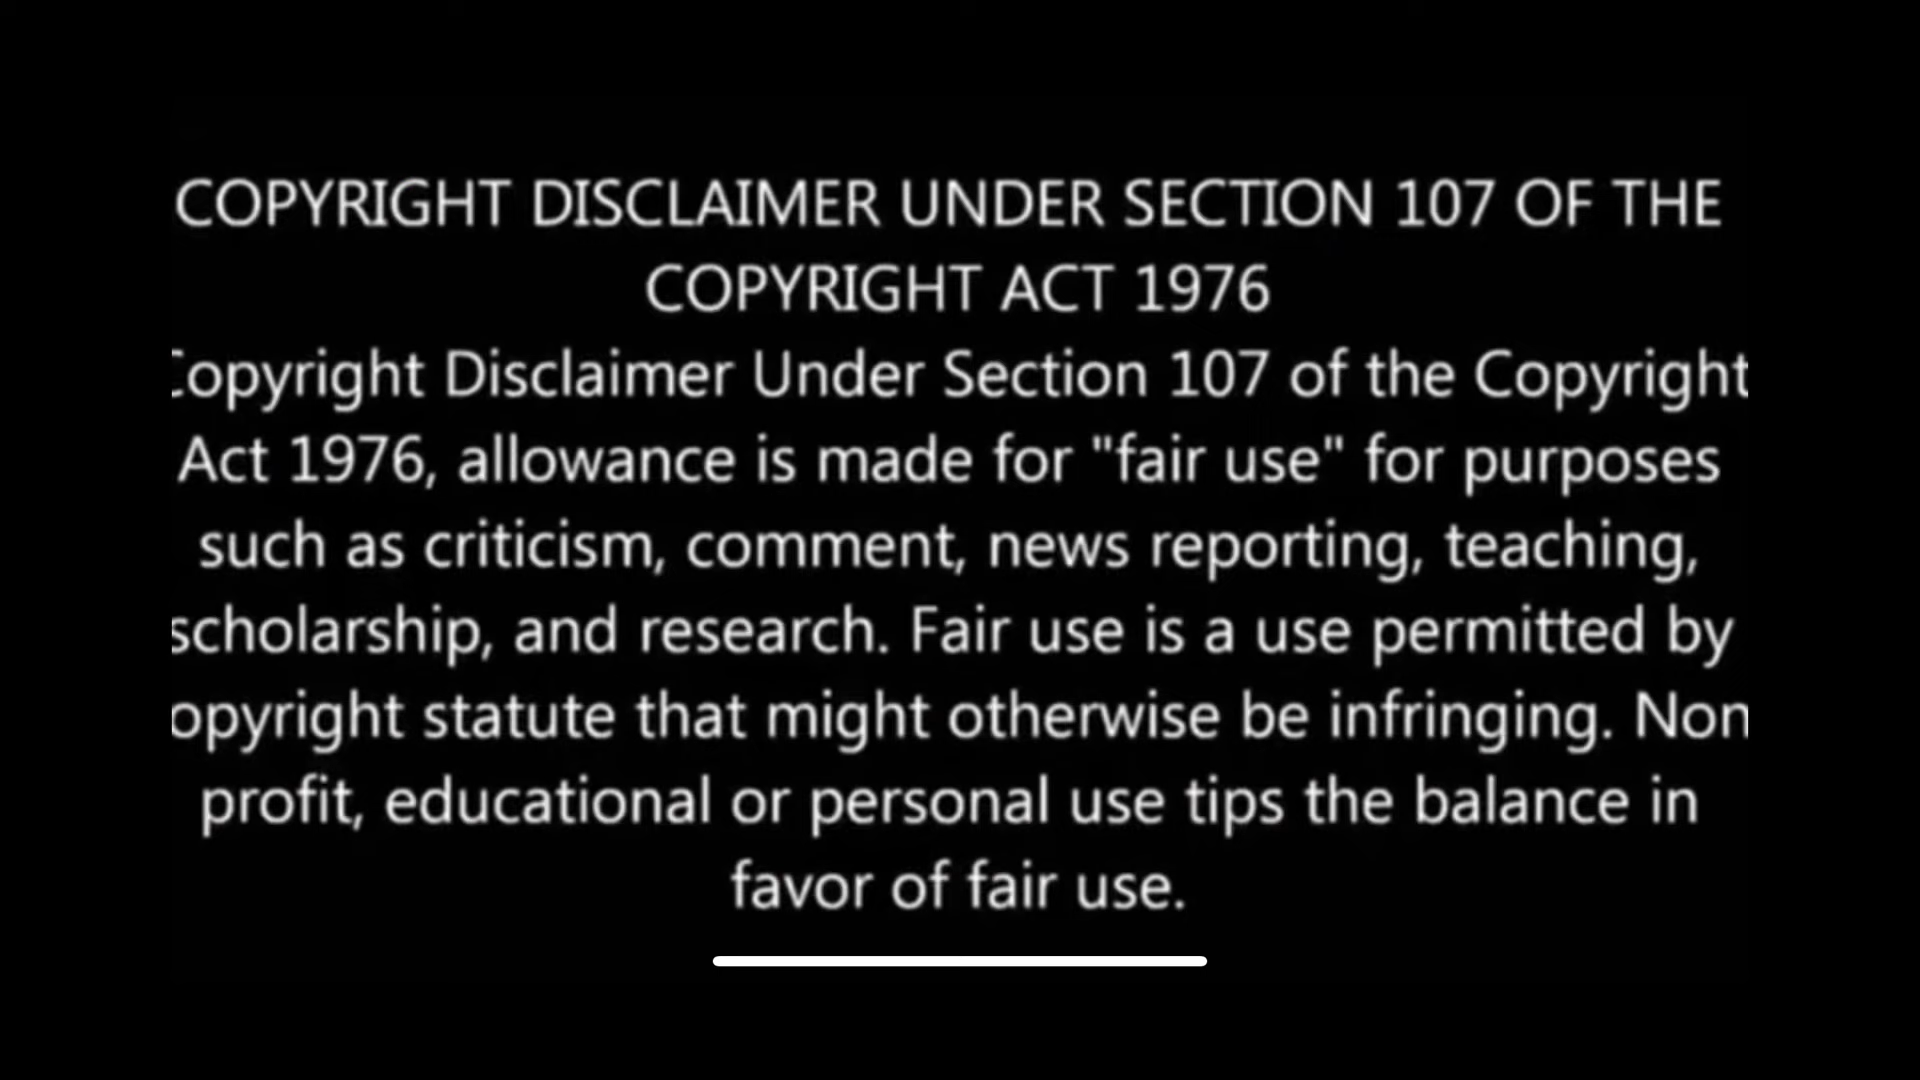 COPYRIGHT DISCLAIMER UNDER SECTION 107 OF THE
COPYRIGHT ACT 1976
Copyright Disclaimer Under Section 107 of the Copyright
Act 1976, allowance is made for "fair use" for purposes
such as criticism, comment, news reporting, teaching,
scholarship, and research. Fair use is a use permitted by
opyright statute that might otherwise be infringing. Non
profit, educational or personal use tips the balance in
favor of fair use.